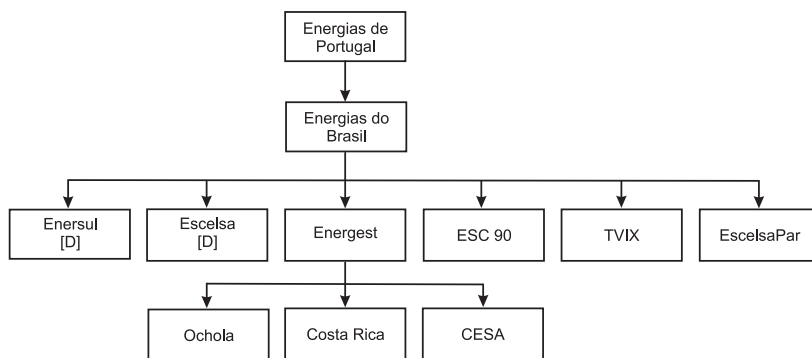 Energias de
Portugal
Energias do
Brasil
Enersul
[D]
Escelsa
[D]
Energest
ESC 90
TVIX
EscelsaPar
Ochola
Costa Rica
CESA